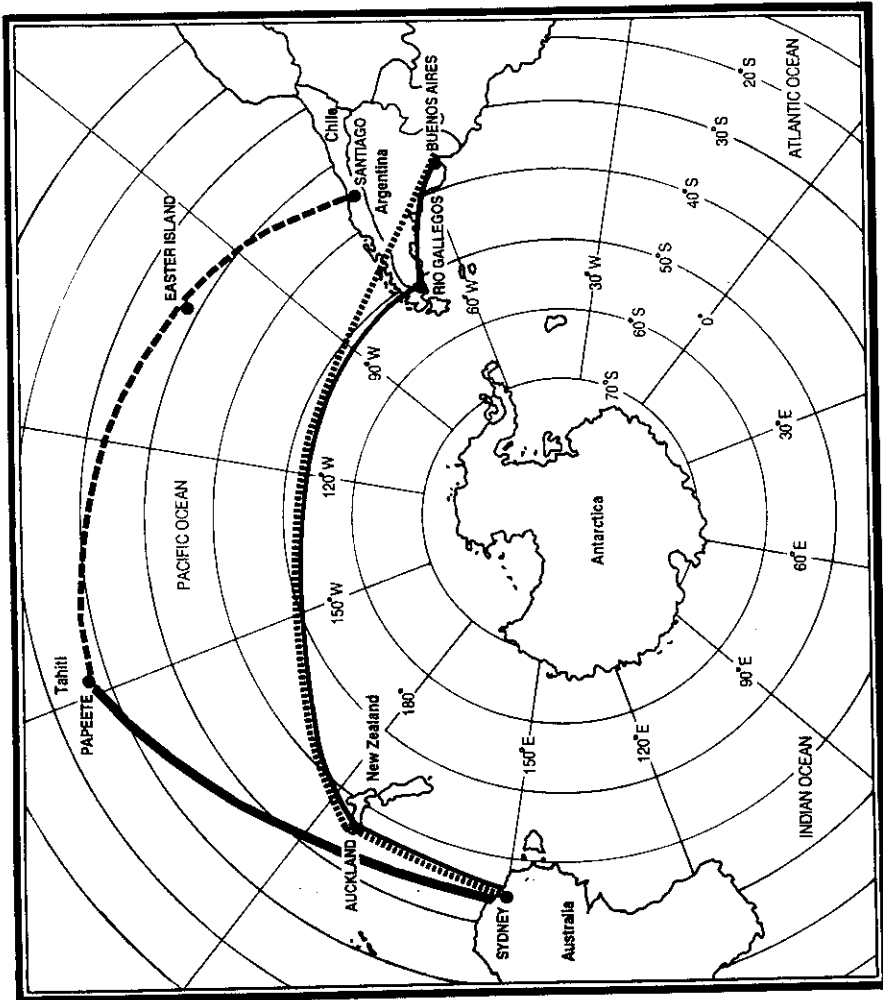 Tahiti
PAPEETE
EASTER ISLAND
PACIFIC OCEAN
Chile
SANTIAGO
Argentina
BUENOS AIRES
RIO GALLEGOS
AUCKLAND
New Zealand
SYDNEY
Australia
Antarctica
INDIAN OCEAN
ATLANTIC OCEAN
20°S
30°S
40°S
50°S
60°S
70°S
180°
150°W
120°W
90°W
60°W
30°W
0°
30°E
60°E
90°E
120°E
150°E